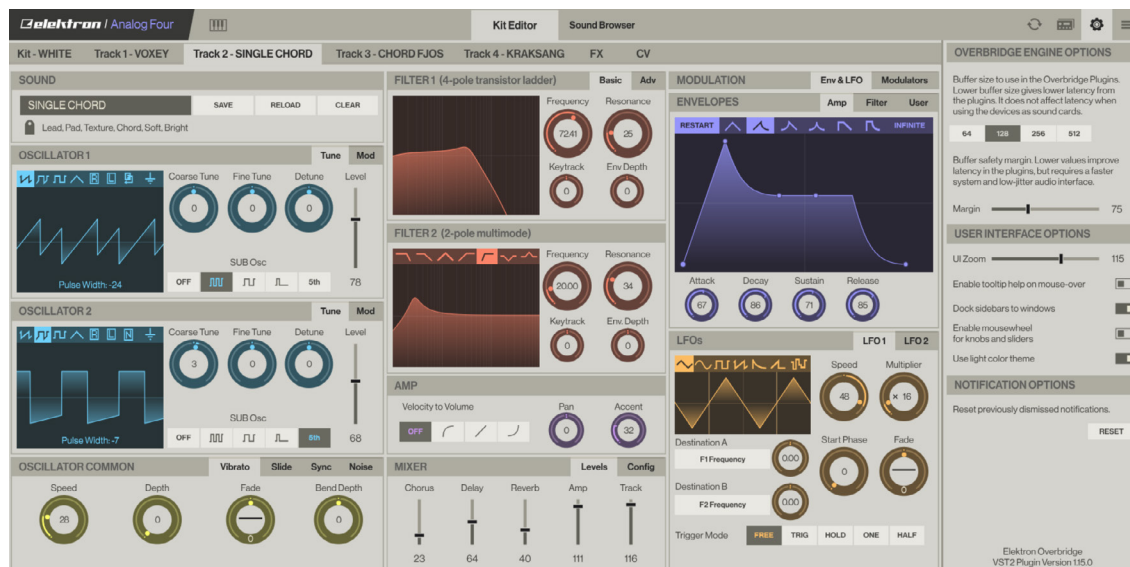 elektron | Analog Four
Kit Editor
Sound Browser
Kit - WHITE
Track 1 - VOXEY
Track 2 - SINGLE CHORD
Track 3 - CHORD FJOS
Track 4 - KRAKSANG
FX
CV
SOUND
SINGLE CHORD
SAVE
RELOAD
CLEAR
Lead, Pad, Texture, Chord, Soft, Bright
OSCILLATOR 1
Tune
Mod
Coarse Tune
Fine Tune
Detune
Level
0
0
0
SUB Osc
Pulse Width: -24
OFF
5th
78
OSCILLATOR 2
Tune
Mod
Coarse Tune
Fine Tune
Detune
Level
3
0
0
SUB Osc
Pulse Width: -7
OFF
5th
68
OSCILLATOR COMMON
Vibrato
Slide
Sync
Noise
Speed
Depth
Fade
Bend Depth
28
0
0
0
FILTER 1 (4-pole transistor ladder)
Basic
Adv
Frequency
Resonance
72.41
25
Keytrack
Env Depth
0
0
FILTER 2 (2-pole multimode)
Frequency
Resonance
20.00
34
Keytrack
Env. Depth
0
0
AMP
Velocity to Volume
Pan
Accent
OFF
0
32
MIXER
Levels
Config
Chorus
Delay
Reverb
Amp
Track
23
64
40
111
116
MODULATION
Env & LFO
Modulators
ENVELOPES
Amp
Filter
User
RESTART
INFINITE
Attack
Decay
Sustain
Release
67
86
71
85
LFOs
LFO 1
LFO 2
Speed
Multiplier
48
× 16
Destination A
F1 Frequency
0.00
Start Phase
Fade
0
0
Destination B
F2 Frequency
0.00
Trigger Mode
FREE
TRIG
HOLD
ONE
HALF
OVERBRIDGE ENGINE OPTIONS
Buffer size to use in the Overbridge Plugins.
Lower buffer size gives lower latency from
the plugins. It does not affect latency when
using the devices as sound cards.
64
128
256
512
Buffer safety margin. Lower values improve
latency in the plugins, but requires a faster
system and low-jitter audio interface.
Margin
75
USER INTERFACE OPTIONS
UI Zoom
115
Enable tooltip help on mouse-over
Dock sidebars to windows
Enable mousewheel
for knobs and sliders
Use light color theme
NOTIFICATION OPTIONS
Reset previously dismissed notifications.
RESET
Elektron Overbridge
VST2 Plugin Version 1.15.0